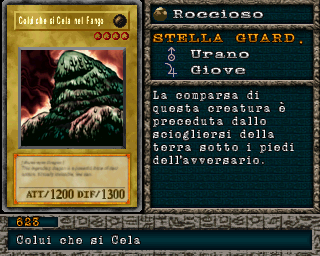 Colui che si Cela nel Fango
ATT/1200 DIF/1300
Roccioso
STELLA GUARD.
Urano
Giove
La comparsa di
questa creatura è
preceduta dallo
sciogliersi della
terra sotto i piedi
dell'avversario.
623
Colui che si Cela